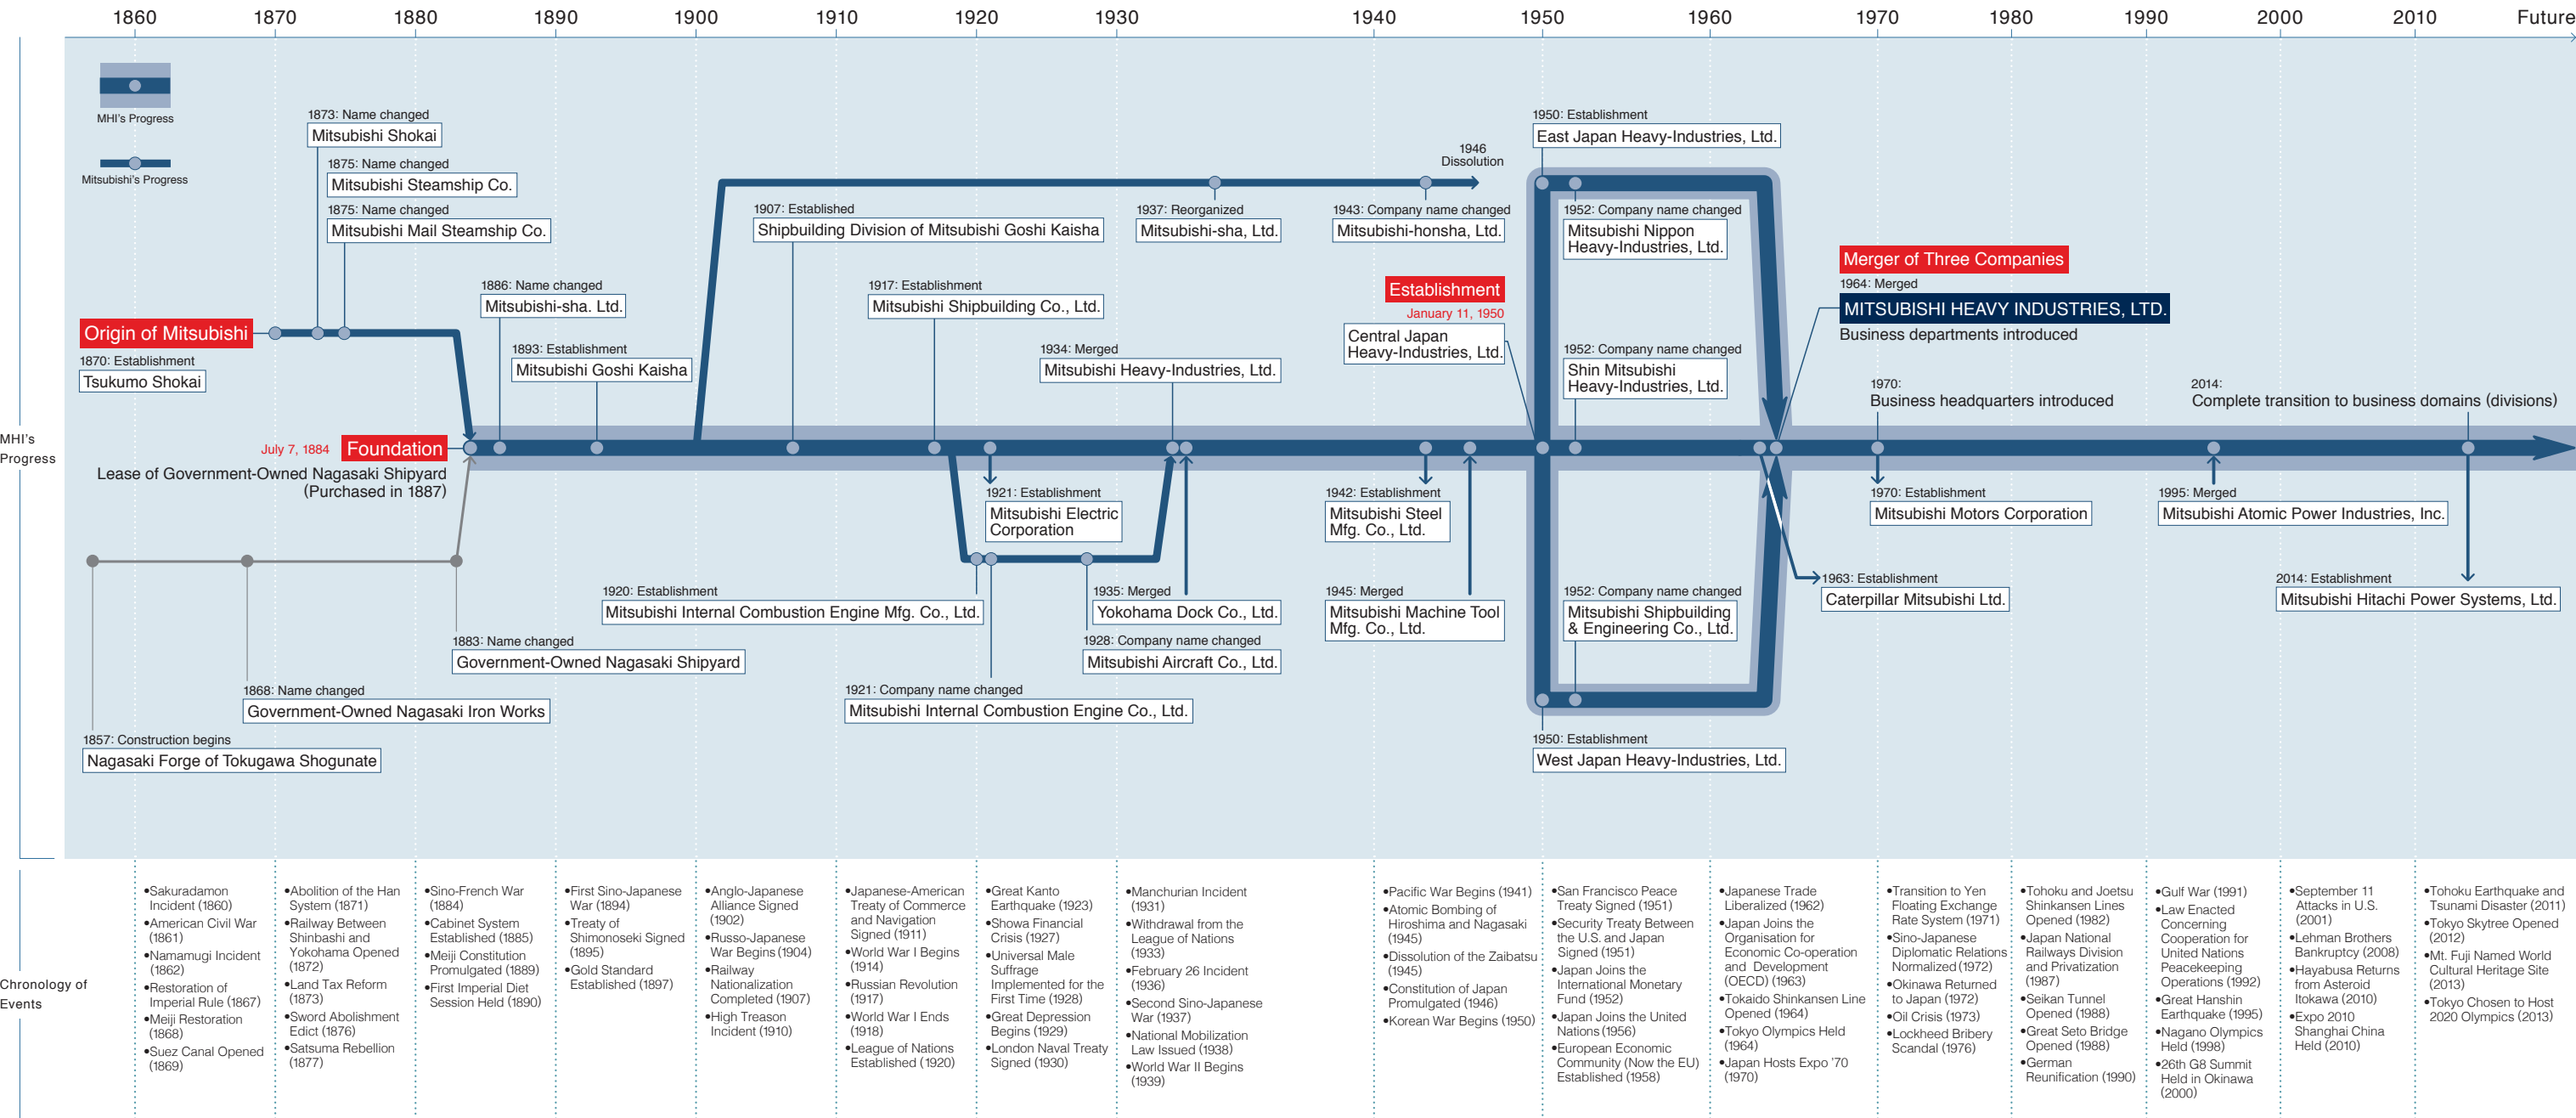 1860 1870 1880 1890 1900 1910 1920 1930 1940 1950 1960 1970 1980 1990 2000 2010 Future
MHI's Progress
Mitsubishi's Progress
MHI's
Progress
1873: Name changed
Mitsubishi Shokai
1875: Name changed
Mitsubishi Steamship Co.
1875: Name changed
Mitsubishi Mail Steamship Co.
Origin of Mitsubishi
1870: Establishment
Tsukumo Shokai
1886: Name changed
Mitsubishi-sha. Ltd.
1893: Establishment
Mitsubishi Goshi Kaisha
July 7, 1884
Foundation
Lease of Government-Owned Nagasaki Shipyard
(Purchased in 1887)
1883: Name changed
Government-Owned Nagasaki Shipyard
1868: Name changed
Government-Owned Nagasaki Iron Works
1857: Construction begins
Nagasaki Forge of Tokugawa Shogunate
1907: Established
Shipbuilding Division of Mitsubishi Goshi Kaisha
1917: Establishment
Mitsubishi Shipbuilding Co., Ltd.
1934: Merged
Mitsubishi Heavy-Industries, Ltd.
1937: Reorganized
Mitsubishi-sha, Ltd.
1943: Company name changed
Mitsubishi-honsha, Ltd.
1946
Dissolution
1921: Establishment
Mitsubishi Electric
Corporation
1920: Establishment
Mitsubishi Internal Combustion Engine Mfg. Co., Ltd.
1935: Merged
Yokohama Dock Co., Ltd.
1928: Company name changed
Mitsubishi Aircraft Co., Ltd.
1921: Company name changed
Mitsubishi Internal Combustion Engine Co., Ltd.
1942: Establishment
Mitsubishi Steel
Mfg. Co., Ltd.
1945: Merged
Mitsubishi Machine Tool
Mfg. Co., Ltd.
Establishment
January 11, 1950
Central Japan
Heavy-Industries, Ltd.
1950: Establishment
East Japan Heavy-Industries, Ltd.
1952: Company name changed
Mitsubishi Nippon
Heavy-Industries, Ltd.
1952: Company name changed
Shin Mitsubishi
Heavy-Industries, Ltd.
1952: Company name changed
Mitsubishi Shipbuilding
& Engineering Co., Ltd.
1950: Establishment
West Japan Heavy-Industries, Ltd.
Merger of Three Companies
1964: Merged
MITSUBISHI HEAVY INDUSTRIES, LTD.
Business departments introduced
1970:
Business headquarters introduced
2014:
Complete transition to business domains (divisions)
1970: Establishment
Mitsubishi Motors Corporation
1995: Merged
Mitsubishi Atomic Power Industries, Inc.
1963: Establishment
Caterpillar Mitsubishi Ltd.
2014: Establishment
Mitsubishi Hitachi Power Systems, Ltd.
Chronology of
Events
•Sakuradamon
Incident (1860)
•American Civil War
(1861)
•Namamugi Incident
(1862)
•Restoration of
Imperial Rule (1867)
•Meiji Restoration
(1868)
•Suez Canal Opened
(1869)
•Abolition of the Han
System (1871)
•Railway Between
Shinbashi and
Yokohama Opened
(1872)
•Land Tax Reform
(1873)
•Sword Abolishment
Edict (1876)
•Satsuma Rebellion
(1877)
•Sino-French War
(1884)
•Cabinet System
Established (1885)
•Meiji Constitution
Promulgated (1889)
•First Imperial Diet
Session Held (1890)
•First Sino-Japanese
War (1894)
•Treaty of
Shimonoseki Signed
(1895)
•Gold Standard
Established (1897)
•Anglo-Japanese
Alliance Signed
(1902)
•Russo-Japanese
War Begins (1904)
•Railway
Nationalization
Completed (1907)
•High Treason
Incident (1910)
•Japanese-American
Treaty of Commerce
and Navigation
Signed (1911)
•World War I Begins
(1914)
•Russian Revolution
(1917)
•World War I Ends
(1918)
•League of Nations
Established (1920)
•Great Kanto
Earthquake (1923)
•Showa Financial
Crisis (1927)
•Universal Male
Suffrage
Implemented for the
First Time (1928)
•Great Depression
Begins (1929)
•London Naval Treaty
Signed (1930)
•Manchurian Incident
(1931)
•Withdrawal from the
League of Nations
(1933)
•February 26 Incident
(1936)
•Second Sino-Japanese
War (1937)
•National Mobilization
Law Issued (1938)
•World War II Begins
(1939)
•Pacific War Begins (1941)
•Atomic Bombing of
Hiroshima and Nagasaki
(1945)
•Dissolution of the Zaibatsu
(1945)
•Constitution of Japan
Promulgated (1946)
•Korean War Begins (1950)
•San Francisco Peace
Treaty Signed (1951)
•Security Treaty Between
the U.S. and Japan
Signed (1951)
•Japan Joins the
International Monetary
Fund (1952)
•Japan Joins the United
Nations (1956)
•European Economic
Community (Now the EU)
Established (1958)
•Japanese Trade
Liberalized (1962)
•Japan Joins the
Organisation for
Economic Co-operation
and Development
(OECD) (1963)
•Tokaido Shinkansen Line
Opened (1964)
•Tokyo Olympics Held
(1964)
•Japan Hosts Expo '70
(1970)
•Transition to Yen
Floating Exchange
Rate System (1971)
•Sino-Japanese
Diplomatic Relations
Normalized (1972)
•Okinawa Returned
to Japan (1972)
•Oil Crisis (1973)
•Lockheed Bribery
Scandal (1976)
•Tohoku and Joetsu
Shinkansen Lines
Opened (1982)
•Japan National
Railways Division
and Privatization
(1987)
•Seikan Tunnel
Opened (1988)
•Great Seto Bridge
Opened (1988)
•German
Reunification (1990)
•Gulf War (1991)
•Law Enacted
Concerning
Cooperation for
United Nations
Peacekeeping
Operations (1992)
•Great Hanshin
Earthquake (1995)
•Nagano Olympics
Held (1998)
•26th G8 Summit
Held in Okinawa
(2000)
•September 11
Attacks in U.S.
(2001)
•Lehman Brothers
Bankruptcy (2008)
•Hayabusa Returns
from Asteroid
Itokawa (2010)
•Expo 2010
Shanghai China
Held (2010)
•Tohoku Earthquake and
Tsunami Disaster (2011)
•Tokyo Skytree Opened
(2012)
•Mt. Fuji Named World
Cultural Heritage Site
(2013)
•Tokyo Chosen to Host
2020 Olympics (2013)